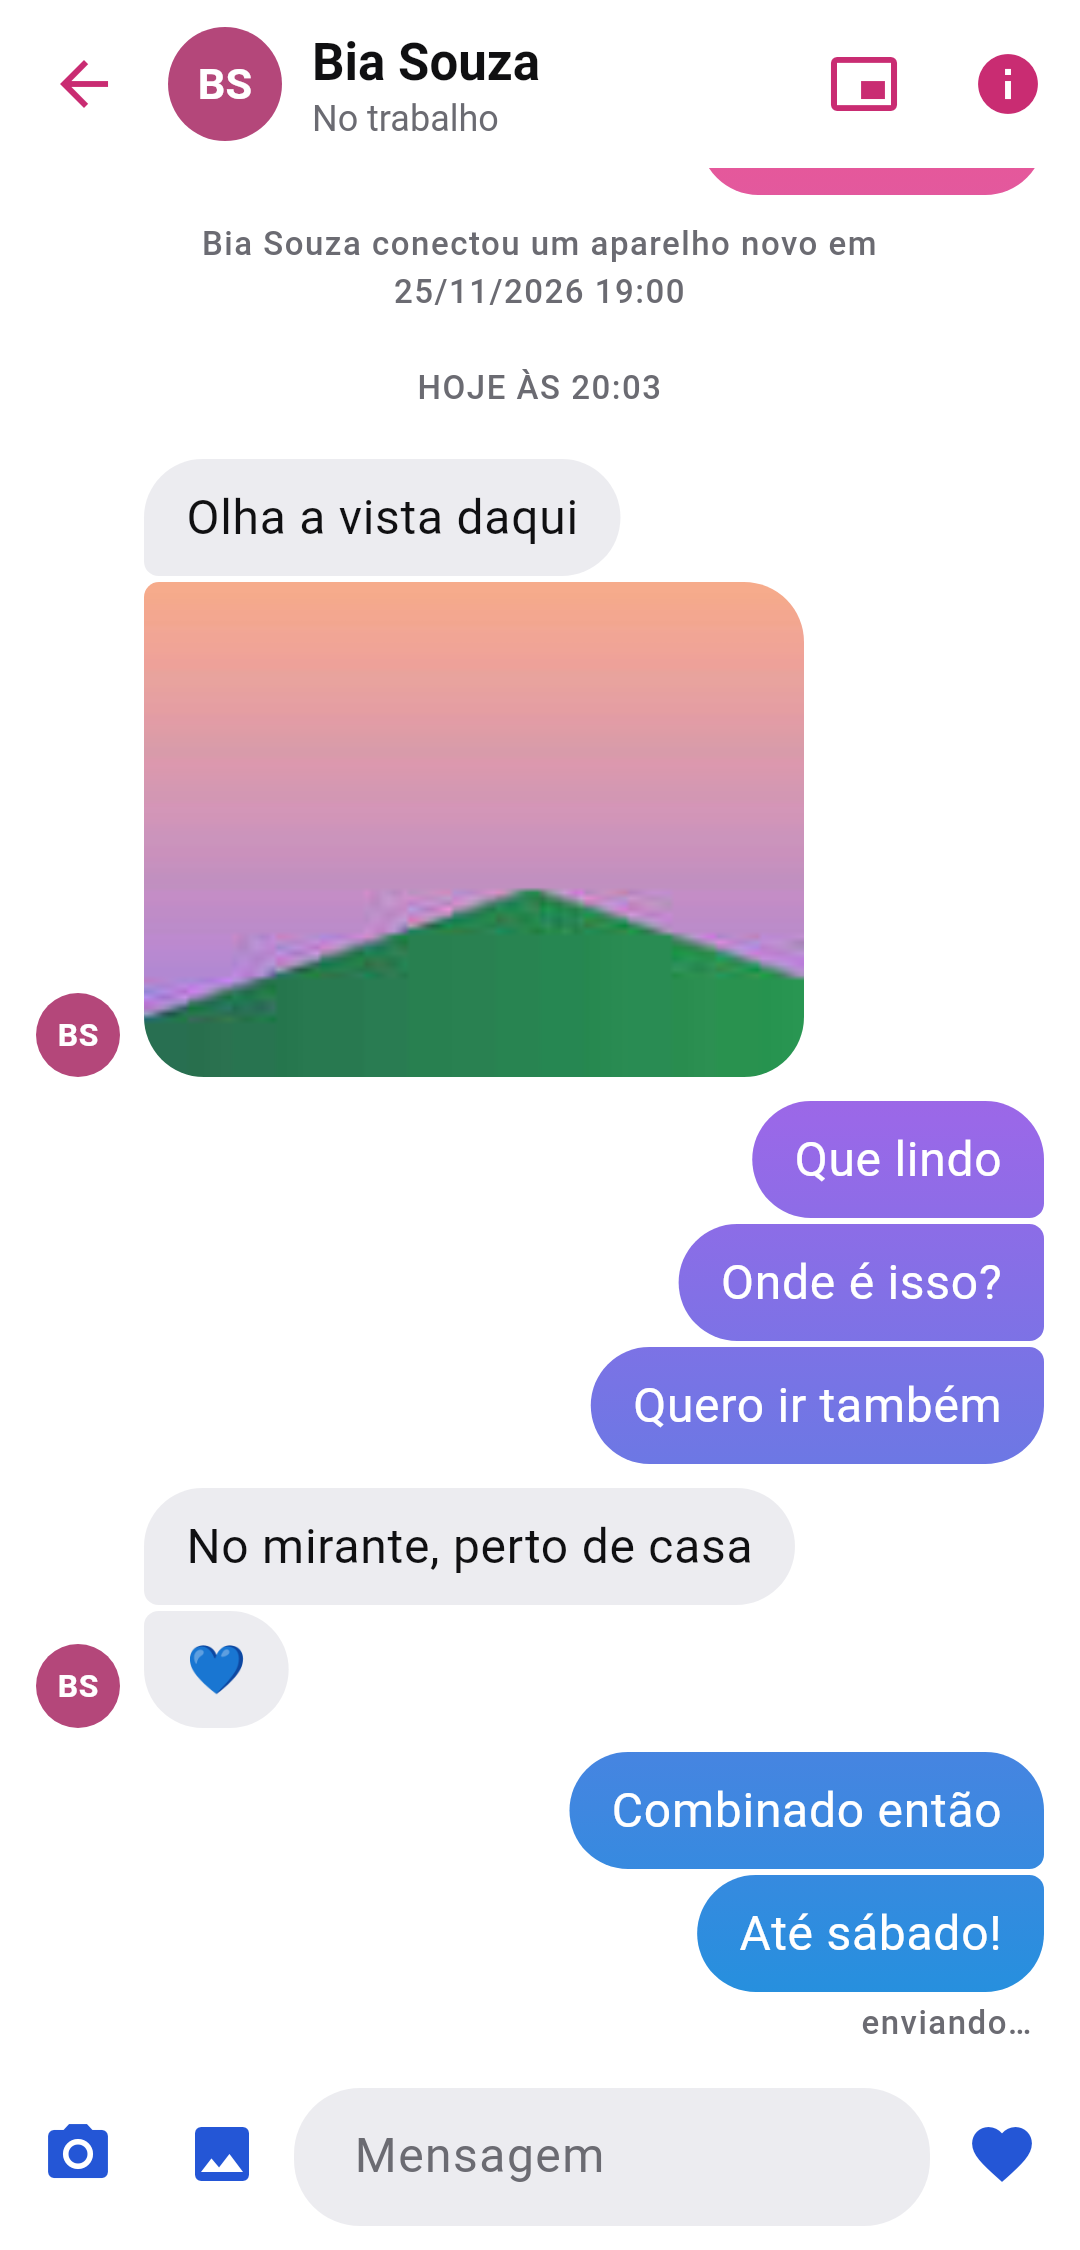 BS
Bia Souza
No trabalho
Bia Souza conectou um aparelho novo em
25/11/2026 19:00
HOJE ÀS 20:03
Olha a vista daqui
BS
Que lindo
Onde é isso?
Quero ir também
No mirante, perto de casa
💙
BS
Combinado então
Até sábado!
enviando…
Mensagem